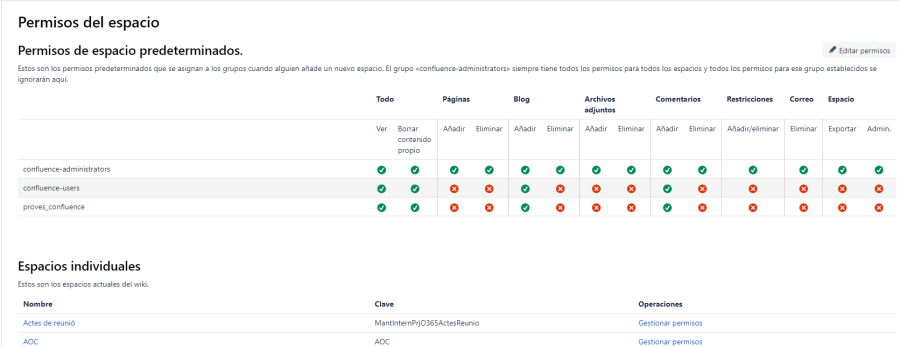 Permisos del espacio
Permisos de espacio predeterminados.
Editar permisos
Estos son los permisos predeterminados que se asignan a los grupos cuando alguien añade un nuevo espacio. El grupo «confluence-administrators» siempre tiene todos los permisos para todos los espacios y todos los permisos para ese grupo establecidos se
ignorarán aquí.
Todo Páginas Blog Archivos adjuntos Comentarios Restricciones Correo Espacio
Ver Borrar contenido propio Añadir Eliminar Añadir Eliminar Añadir Eliminar Añadir Eliminar Añadir/eliminar Eliminar Exportar Admin.
confluence-administrators
confluence-users
proves_confluence
Espacios individuales
Estos son los espacios actuales del wiki.
Nombre Clave Operaciones
Actes de reunió MantInternPrjO365ActesReunio Gestionar permisos
AOC AOC Gestionar permisos